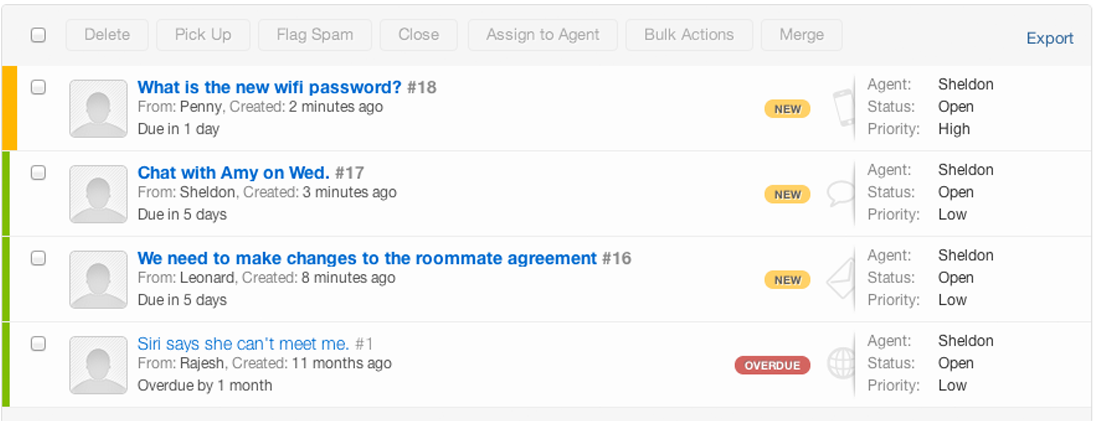 Delete Pick Up Flag Spam Close Assign to Agent Bulk Actions Merge Export
What is the new wifi password? #18
From: Penny, Created: 2 minutes ago
Due in 1 day
NEW
Agent: Sheldon
Status: Open
Priority: High
Chat with Amy on Wed. #17
From: Sheldon, Created: 3 minutes ago
Due in 5 days
NEW
Agent: Sheldon
Status: Open
Priority: Low
We need to make changes to the roommate agreement #16
From: Leonard, Created: 8 minutes ago
Due in 5 days
NEW
Agent: Sheldon
Status: Open
Priority: Low
Siri says she can't meet me. #1
From: Rajesh, Created: 11 months ago
Overdue by 1 month
OVERDUE
Agent: Sheldon
Status: Open
Priority: Low